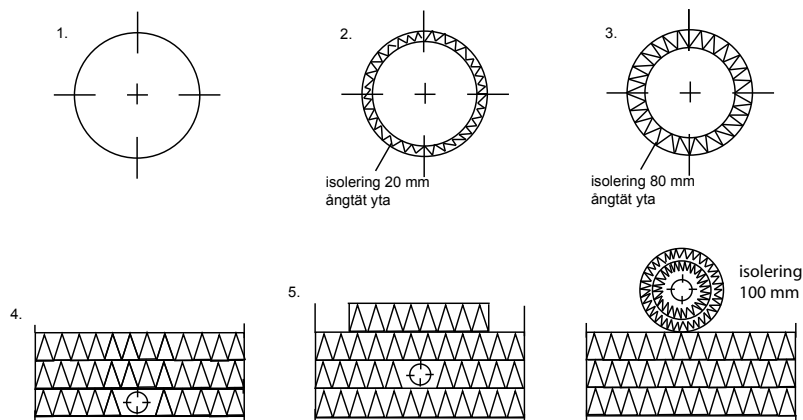 1.
2.
3.
isolering 20 mm
ångtät yta
isolering 80 mm
ångtät yta
4.
5.
isolering
100 mm